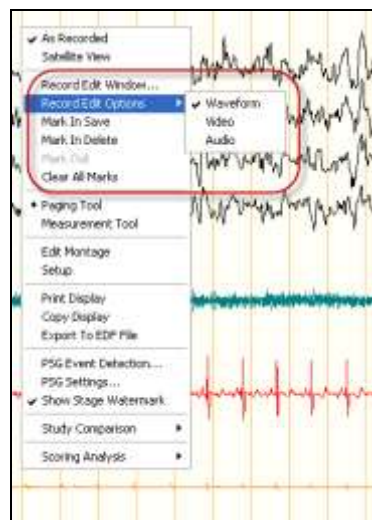 As Recorded
Satellite View
Record Edit Window...
Record Edit Options
Waveform
Video
Audio
Mark In Save
Mark In Delete
Mark Out
Clear All Marks
Paging Tool
Measurement Tool
Edit Montage
Setup
Print Display
Copy Display
Export To EDF File
PSG Event Detection...
PSG Settings...
Show Stage Watermark
Study Comparison
Scoring Analysis